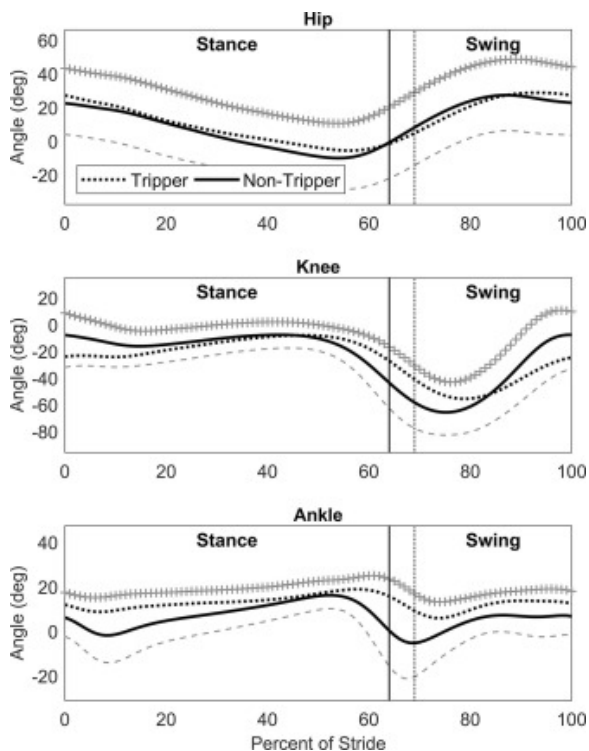 Hip
60
40
20
0
-20
Angle (deg)
Stance
Swing
Tripper Non-Tripper
0 20 40 60 80 100
Knee
20
0
-20
-40
-60
-80
Angle (deg)
Stance
Swing
0 20 40 60 80 100
Ankle
40
20
0
-20
Angle (deg)
Stance
Swing
0 20 40 60 80 100
Percent of Stride